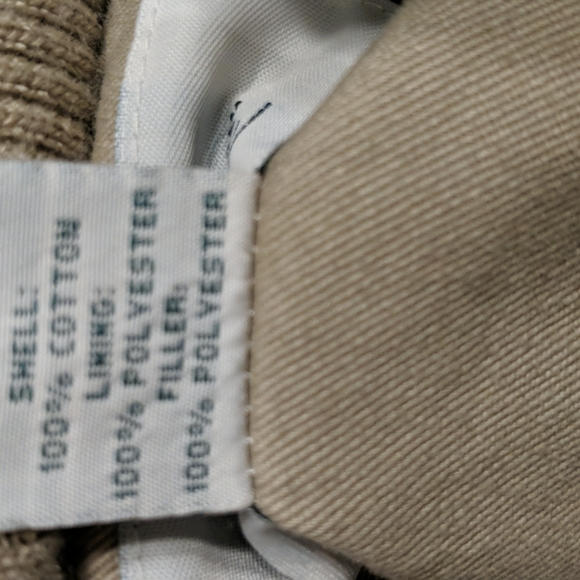 SHELL:
100% COTTON
LINING:
100% POLYESTER
FILLER:
100% POLYESTER